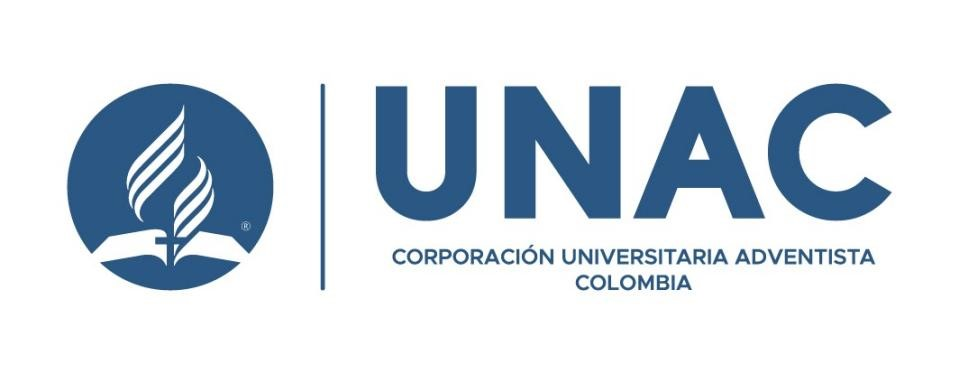 ®
UNAC
CORPORACIÓN UNIVERSITARIA ADVENTISTA
COLOMBIA